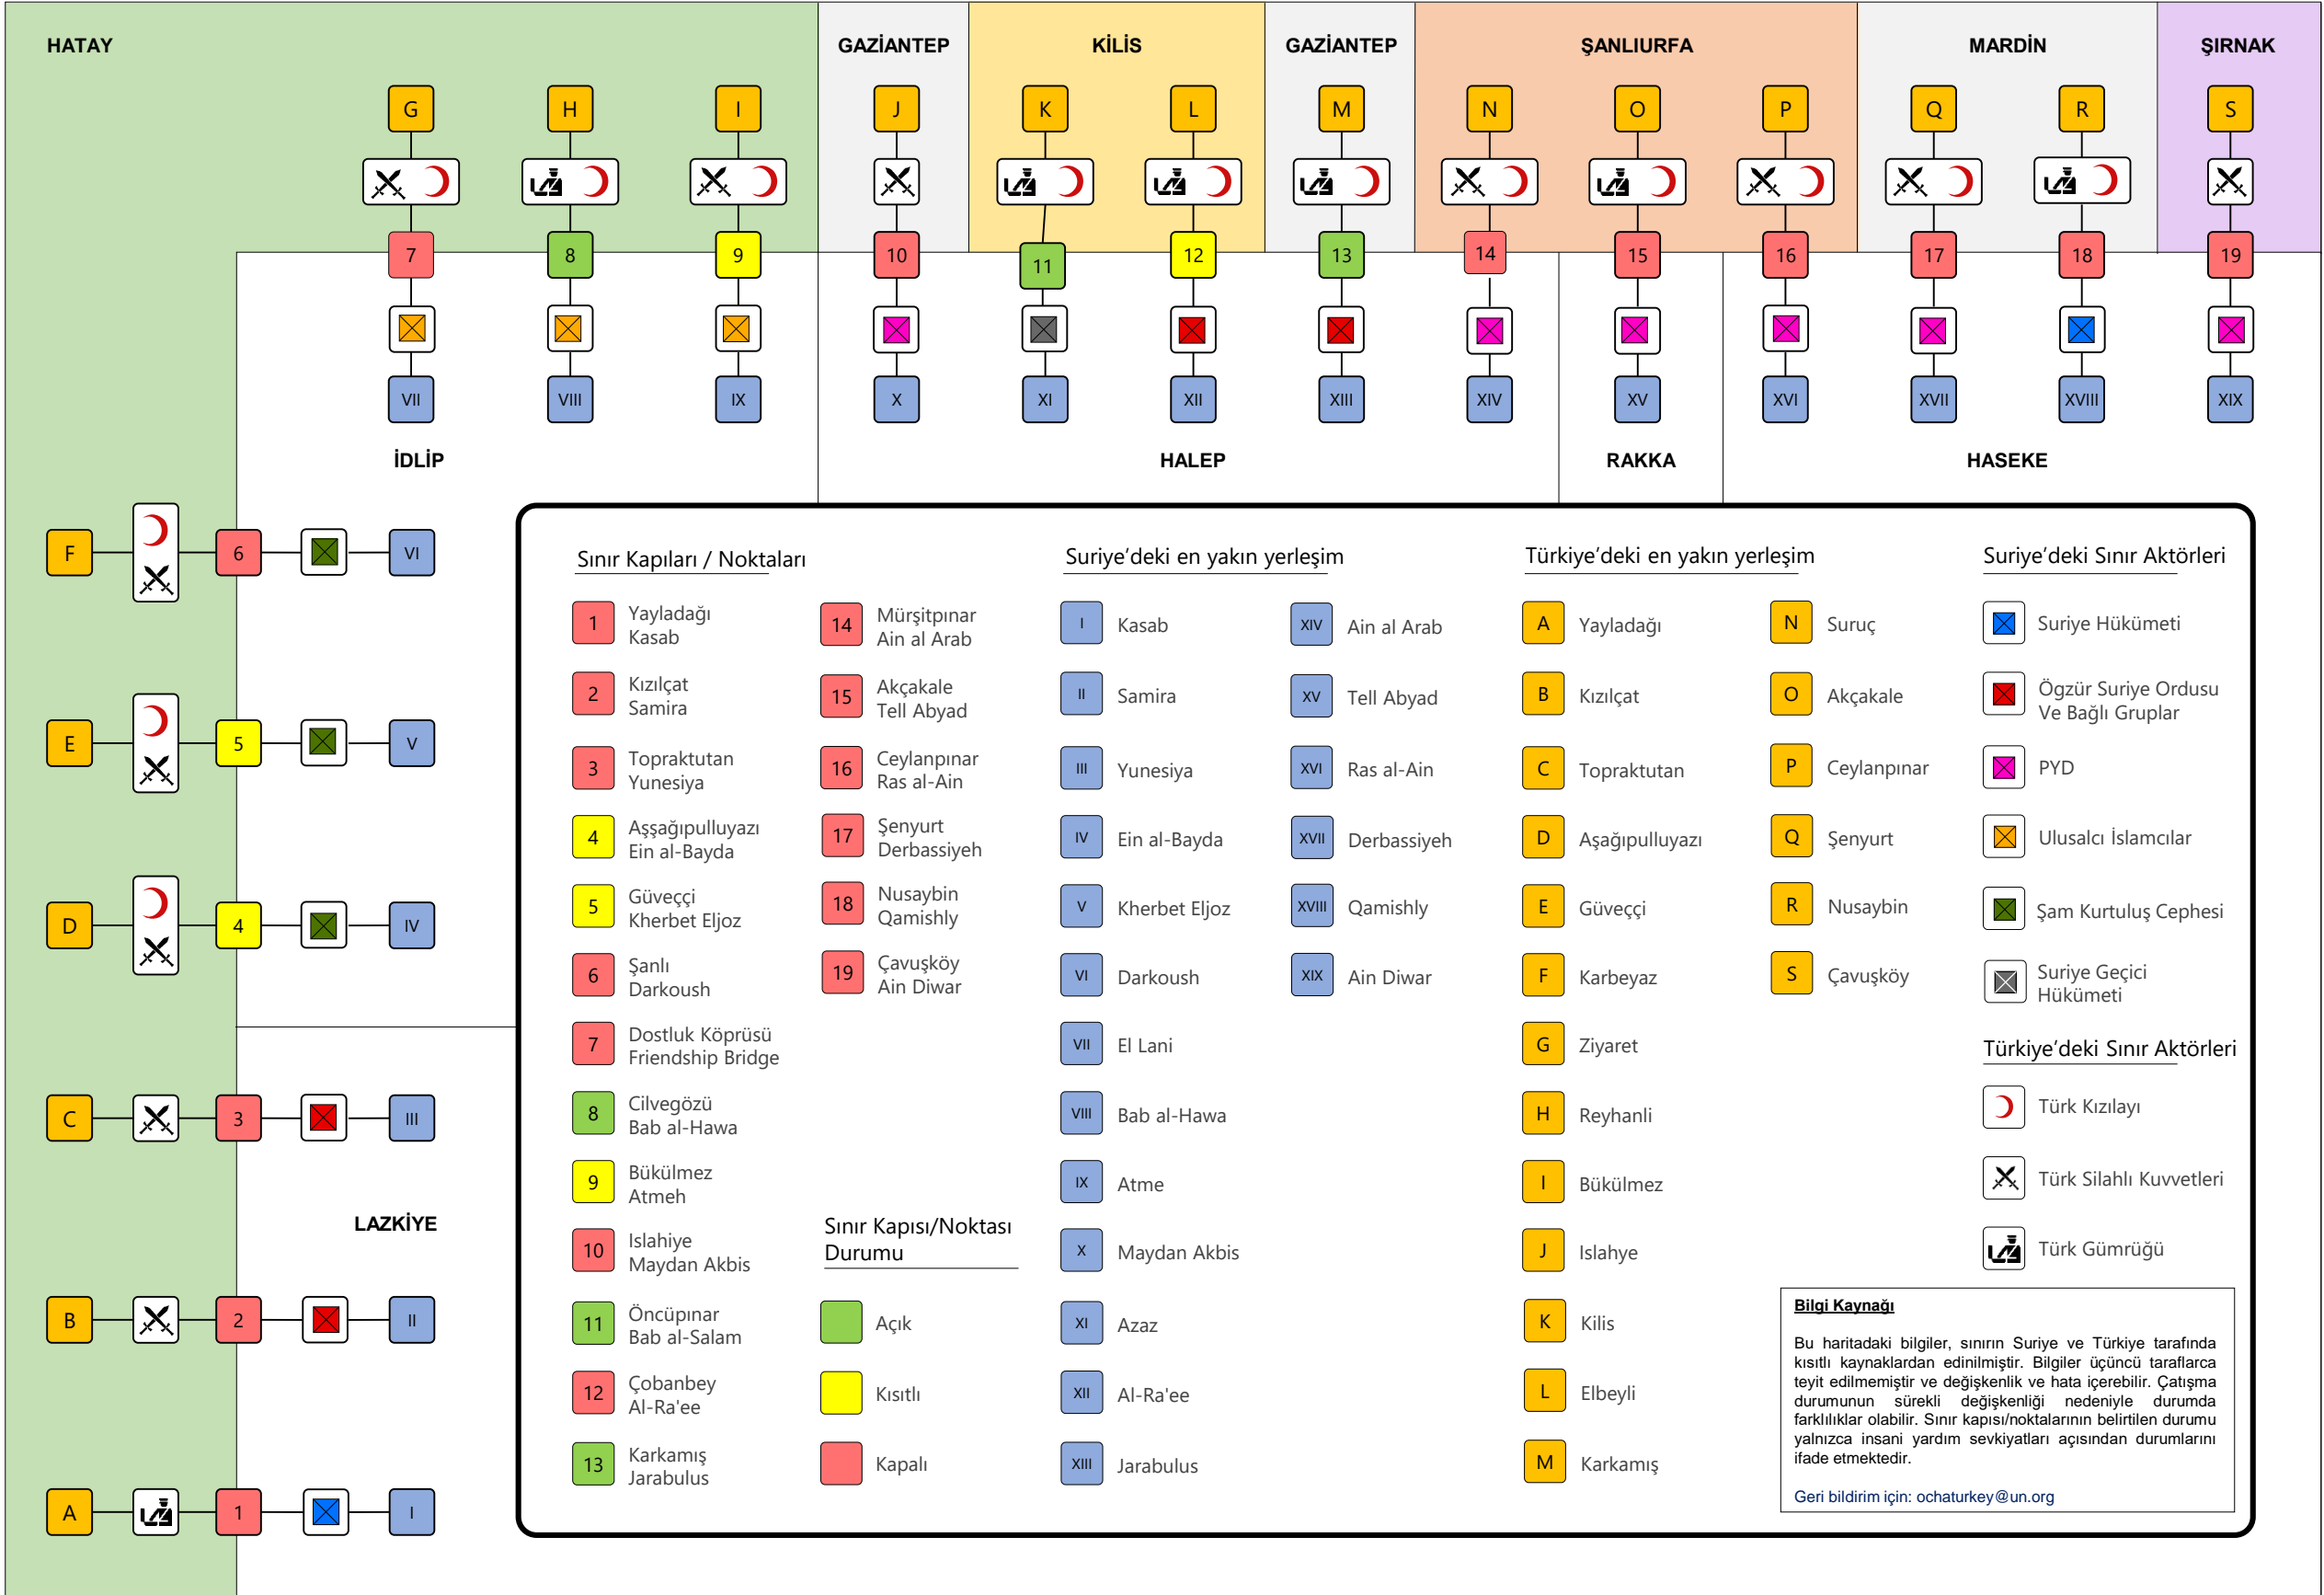 HATAY
GAZİANTEP
KİLİS
GAZİANTEP
ŞANLIURFA
MARDİN
ŞIRNAK
G
H
I
J
K
L
M
N
O
P
Q
R
S
7
8
9
10
11
12
13
14
15
16
17
18
19
VII
VIII
IX
X
XI
XII
XIII
XIV
XV
XVI
XVII
XVIII
XIX
İDLİP
HALEP
RAKKA
HASEKE
F
6
VI
E
5
V
D
4
IV
C
3
III
LAZKİYE
B
2
II
A
1
I
Sınır Kapıları / Noktaları
1
Yayladağı
Kasab
2
Kızılçat
Samira
3
Topraktutan
Yunesiya
4
Aşşağıpulluyazı
Ein al-Bayda
5
Güveççi
Kherbet Eljoz
6
Şanlı
Darkoush
7
Dostluk Köprüsü
Friendship Bridge
8
Cilvegözü
Bab al-Hawa
9
Bükülmez
Atmeh
10
Islahiye
Maydan Akbis
11
Öncüpınar
Bab al-Salam
12
Çobanbey
Al-Ra'ee
13
Karkamış
Jarabulus
14
Mürşitpınar
Ain al Arab
15
Akçakale
Tell Abyad
16
Ceylanpınar
Ras al-Ain
17
Şenyurt
Derbassiyeh
18
Nusaybin
Qamishly
19
Çavuşköy
Ain Diwar
Sınır Kapısı/Noktası
Durumu
Açık
Kısıtlı
Kapalı
Suriye'deki en yakın yerleşim
I Kasab
II Samira
III Yunesiya
IV Ein al-Bayda
V Kherbet Eljoz
VI Darkoush
VII El Lani
VIII Bab al-Hawa
IX Atme
X Maydan Akbis
XI Azaz
XII Al-Ra'ee
XIII Jarabulus
XIV Ain al Arab
XV Tell Abyad
XVI Ras al-Ain
XVII Derbassiyeh
XVIII Qamishly
XIX Ain Diwar
Türkiye'deki en yakın yerleşim
A Yayladağı
B Kızılçat
C Topraktutan
D Aşağıpulluyazı
E Güveççi
F Karbeyaz
G Ziyaret
H Reyhanli
I Bükülmez
J Islahye
K Kilis
L Elbeyli
M Karkamış
N Suruç
O Akçakale
P Ceylanpınar
Q Şenyurt
R Nusaybin
S Çavuşköy
Suriye'deki Sınır Aktörleri
Suriye Hükümeti
Ögzür Suriye Ordusu
Ve Bağlı Gruplar
PYD
Ulusalcı İslamcılar
Şam Kurtuluş Cephesi
Suriye Geçici
Hükümeti
Türkiye'deki Sınır Aktörleri
Türk Kızılayı
Türk Silahlı Kuvvetleri
Türk Gümrüğü
Bilgi Kaynağı
Bu haritadaki bilgiler, sınırın Suriye ve Türkiye tarafında
kısıtlı kaynaklardan edinilmiştir. Bilgiler üçüncü taraflarca
teyit edilmemiştir ve değişkenlik ve hata içerebilir. Çatışma
durumunun sürekli değişkenliği nedeniyle durumda
farklılıklar olabilir. Sınır kapısı/noktalarının belirtilen durumu
yalnızca insani yardım sevkiyatları açısından durumlarını
ifade etmektedir.
Geri bildirim için: ochaturkey@un.org